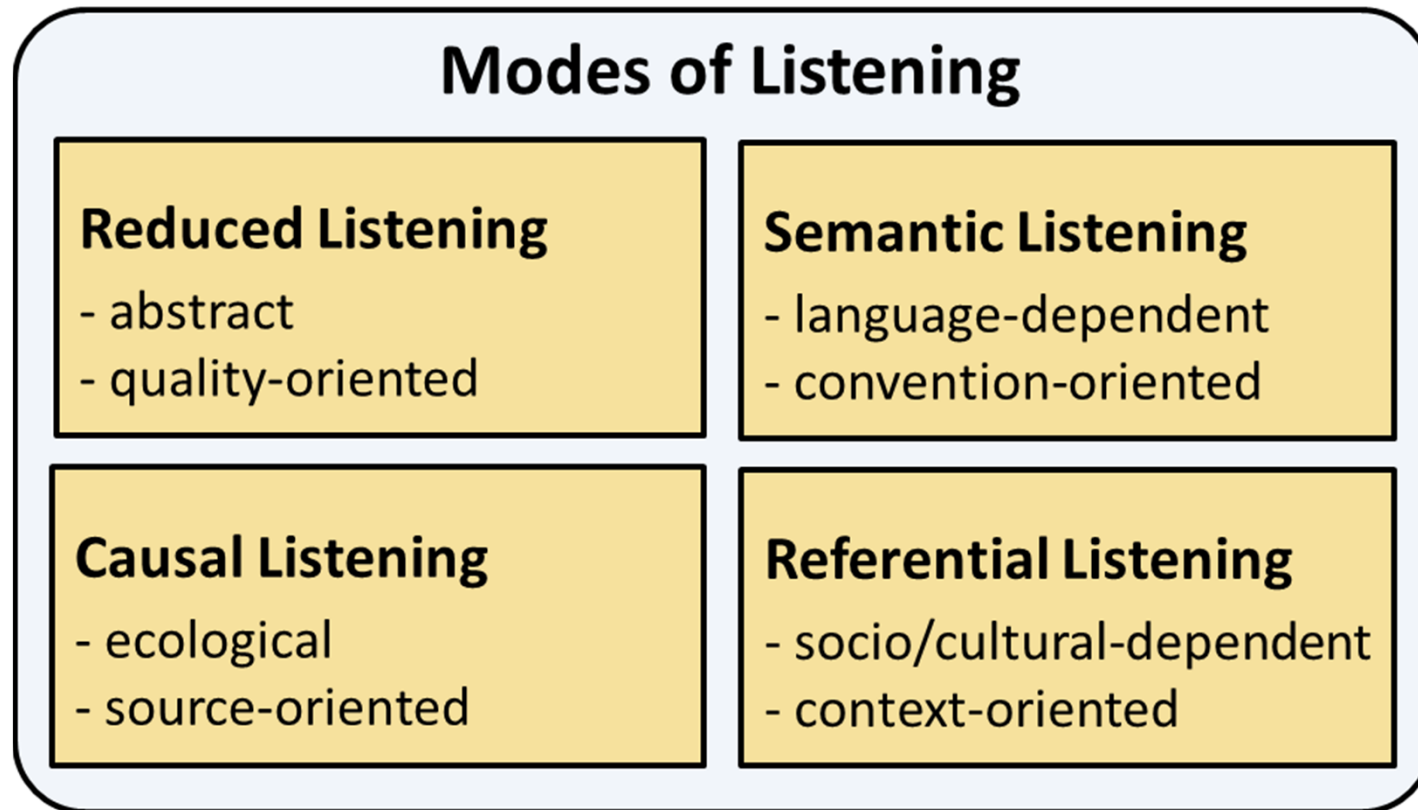 Modes of Listening
Reduced Listening
- abstract
- quality-oriented
Semantic Listening
- language-dependent
- convention-oriented
Causal Listening
- ecological
- source-oriented
Referential Listening
- socio/cultural-dependent
- context-oriented